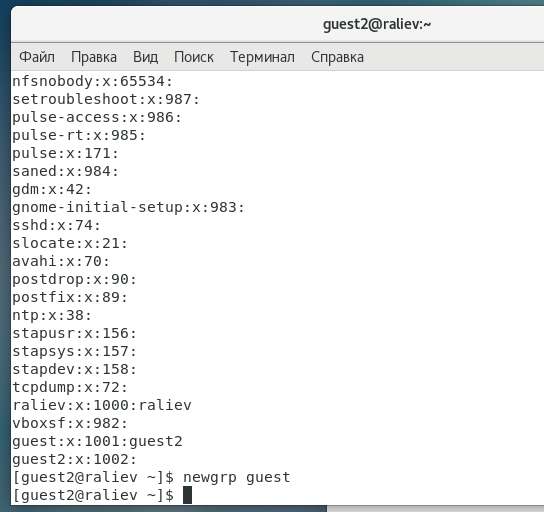 guest2@raliev:~
Файл Правка Вид Поиск Терминал Справка
nfsnobody:x:65534:
setroubleshoot:x:987:
pulse-access:x:986:
pulse-rt:x:985:
pulse:x:171:
saned:x:984:
gdm:x:42:
gnome-initial-setup:x:983:
sshd:x:74:
slocate:x:21:
avahi:x:70:
postdrop:x:90:
postfix:x:89:
ntp:x:38:
stapusr:x:156:
stapsys:x:157:
stapdev:x:158:
tcpdump:x:72:
raliev:x:1000:raliev
vboxsf:x:982:
guest:x:1001:guest2
guest2:x:1002:
[guest2@raliev ~]$ newgrp guest
[guest2@raliev ~]$